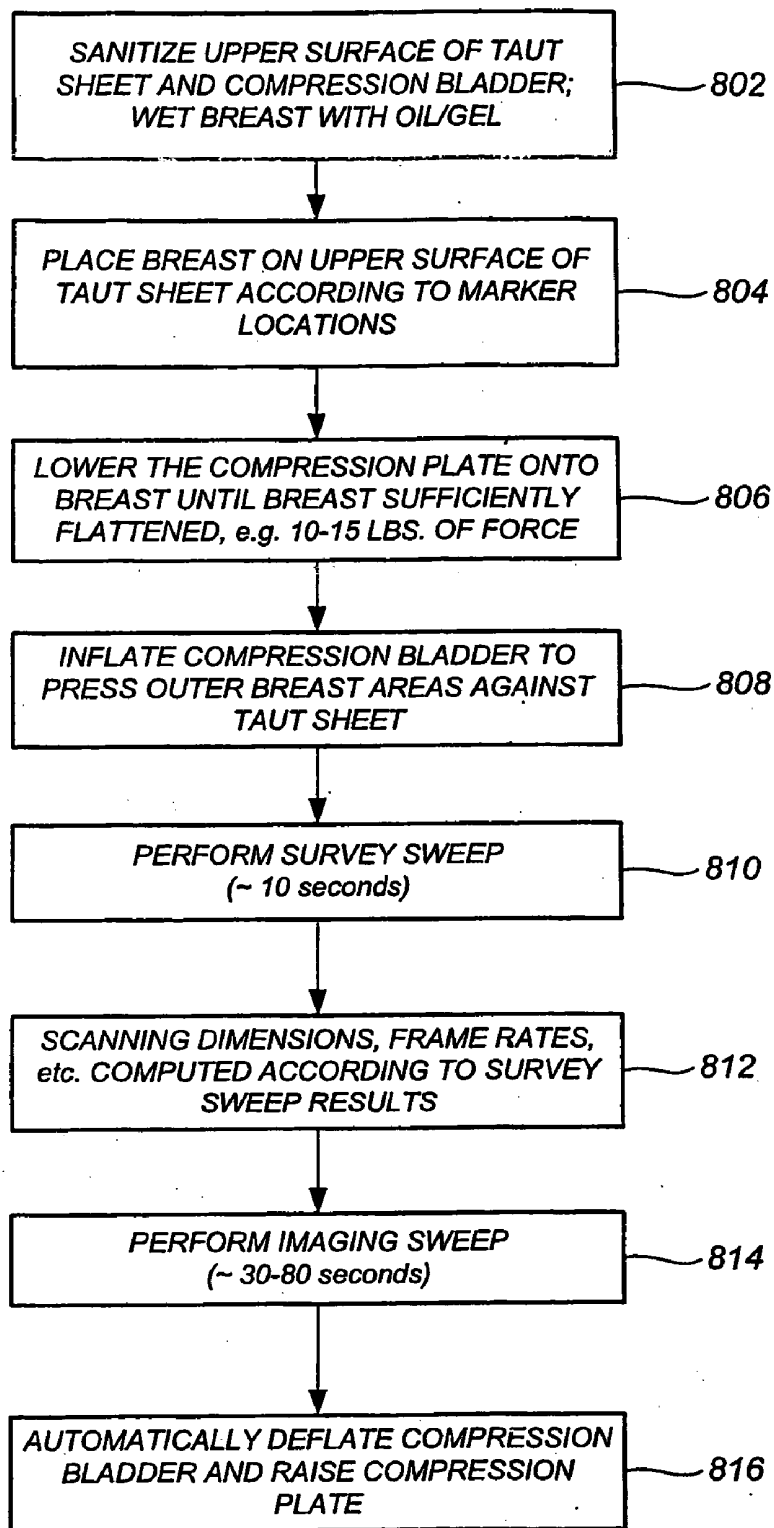 SANITIZE UPPER SURFACE OF TAUT
SHEET AND COMPRESSION BLADDER;
WET BREAST WITH OIL/GEL
802
PLACE BREAST ON UPPER SURFACE OF
TAUT SHEET ACCORDING TO MARKER
LOCATIONS
804
LOWER THE COMPRESSION PLATE ONTO
BREAST UNTIL BREAST SUFFICIENTLY
FLATTENED, e.g. 10-15 LBS. OF FORCE
806
INFLATE COMPRESSION BLADDER TO
PRESS OUTER BREAST AREAS AGAINST
TAUT SHEET
808
PERFORM SURVEY SWEEP
(~ 10 seconds)
810
SCANNING DIMENSIONS, FRAME RATES,
etc. COMPUTED ACCORDING TO SURVEY
SWEEP RESULTS
812
PERFORM IMAGING SWEEP
(~ 30-80 seconds)
814
AUTOMATICALLY DEFLATE COMPRESSION
BLADDER AND RAISE COMPRESSION
PLATE
816